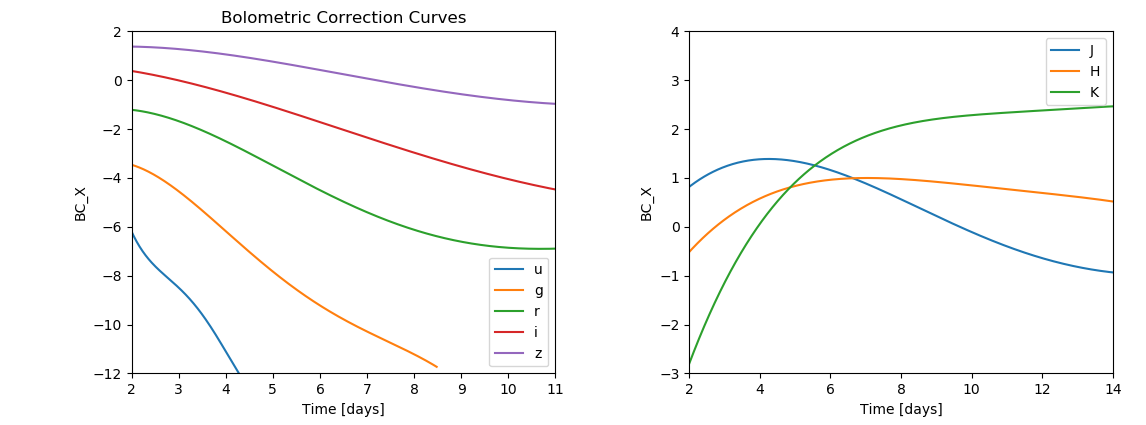 Bolometric Correction Curves
BC_X
2
0
−2
−4
−6
−8
−10
−12
2 3 4 5 6 7 8 9 10 11
Time [days]
u
g
r
i
z
BC_X
4
3
2
1
0
−1
−2
−3
2 4 6 8 10 12 14
Time [days]
J
H
K